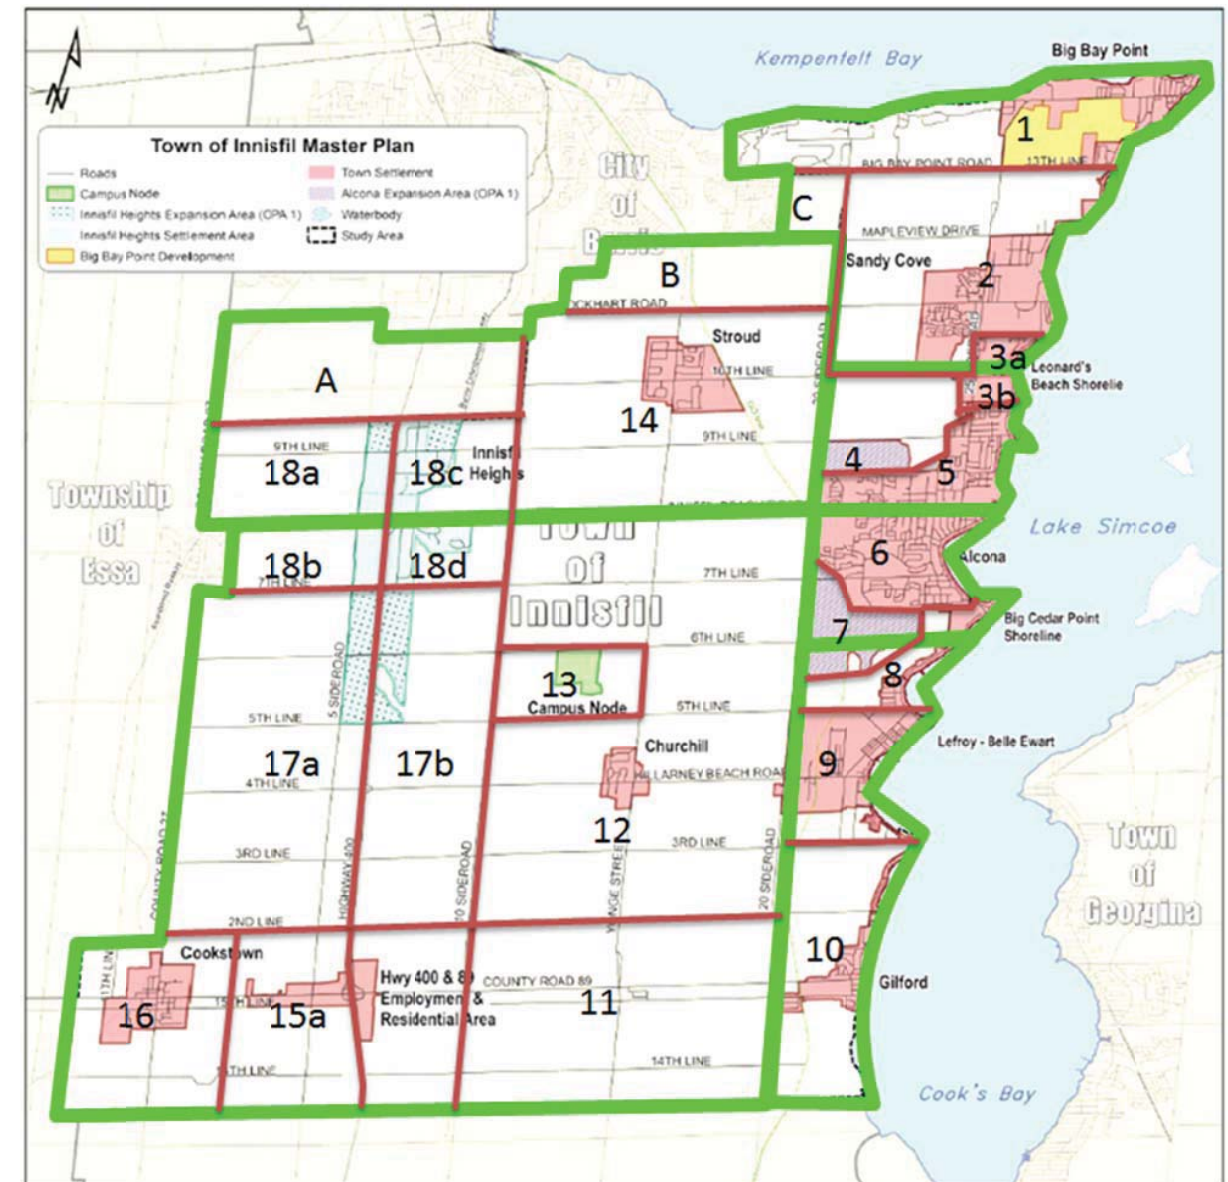 Big Bay Point
Kempenfelt Bay
N
Town of Innisfil Master Plan
Roads
Campus Node
Innisfil Heights Expansion Area (OPA 1)
Innisfil Heights Settlement Area
Big Bay Point Development
Town Settlement
Alcona Expansion Area (OPA 1)
Waterbody
Study Area
City
of
Barrie
1
BIG BAY POINT ROAD
13TH LINE
C
MAPLEVIEW DRIVE
Sandy Cove
2
B
OCKHART ROAD
Stroud
10TH LINE
20 SIDEROAD
3a
Leonard's
Beach Shorelie
3b
A
14
9TH LINE
9TH LINE
18a
18c
Innisfil
Heights
4
5
Township
of
Essa
Lake Simcoe
18b
7TH LINE
18d
Town
of
Innisfil
7TH LINE
6
Alcona
7
6TH LINE
Big Cedar Point
Shoreline
8
13
Campus Node
5 SIDEROAD
5TH LINE
5TH LINE
17a
17b
4TH LINE
Churchill
KILLARNEY BEACH ROAD
9
Lefroy - Belle Ewart
12
3RD LINE
3RD LINE
COUNTY ROAD 27
HIGHWAY 400
10 SIDEROAD
YONGE STREET
20 SIDEROAD
2ND LINE
Town
of
Georgina
Cookstown
16
15TH LINE
15a
Hwy 400 & 89
Employment &
Residential Area
COUNTY ROAD 89
11
10
Gilford
14TH LINE
Cook's Bay